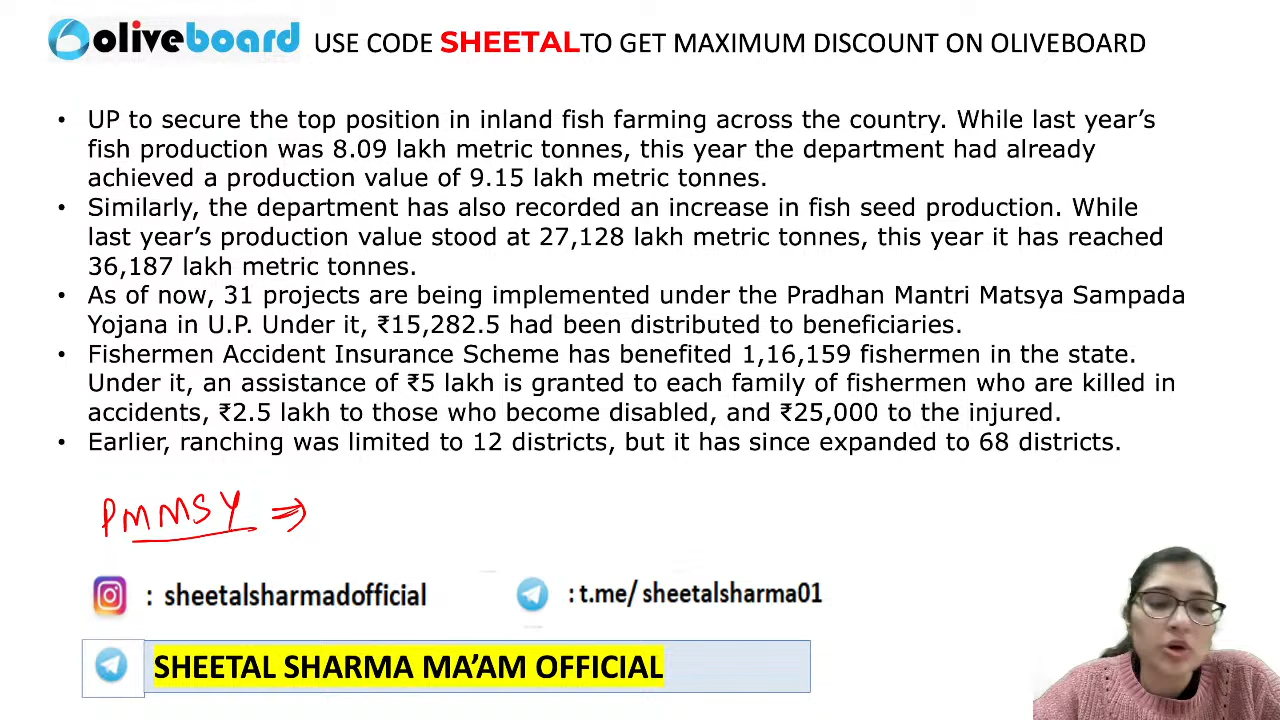 oliveboard USE CODE SHEETAL TO GET MAXIMUM DISCOUNT ON OLIVEBOARD
• UP to secure the top position in inland fish farming across the country. While last year’s
fish production was 8.09 lakh metric tonnes, this year the department had already
achieved a production value of 9.15 lakh metric tonnes.
• Similarly, the department has also recorded an increase in fish seed production. While
last year’s production value stood at 27,128 lakh metric tonnes, this year it has reached
36,187 lakh metric tonnes.
• As of now, 31 projects are being implemented under the Pradhan Mantri Matsya Sampada
Yojana in U.P. Under it, ₹15,282.5 had been distributed to beneficiaries.
• Fishermen Accident Insurance Scheme has benefited 1,16,159 fishermen in the state.
Under it, an assistance of ₹5 lakh is granted to each family of fishermen who are killed in
accidents, ₹2.5 lakh to those who become disabled, and ₹25,000 to the injured.
• Earlier, ranching was limited to 12 districts, but it has since expanded to 68 districts.
PMMSY ⇒
: sheetalsharmadofficial : t.me/ sheetalsharma01
SHEETAL SHARMA MA’AM OFFICIAL